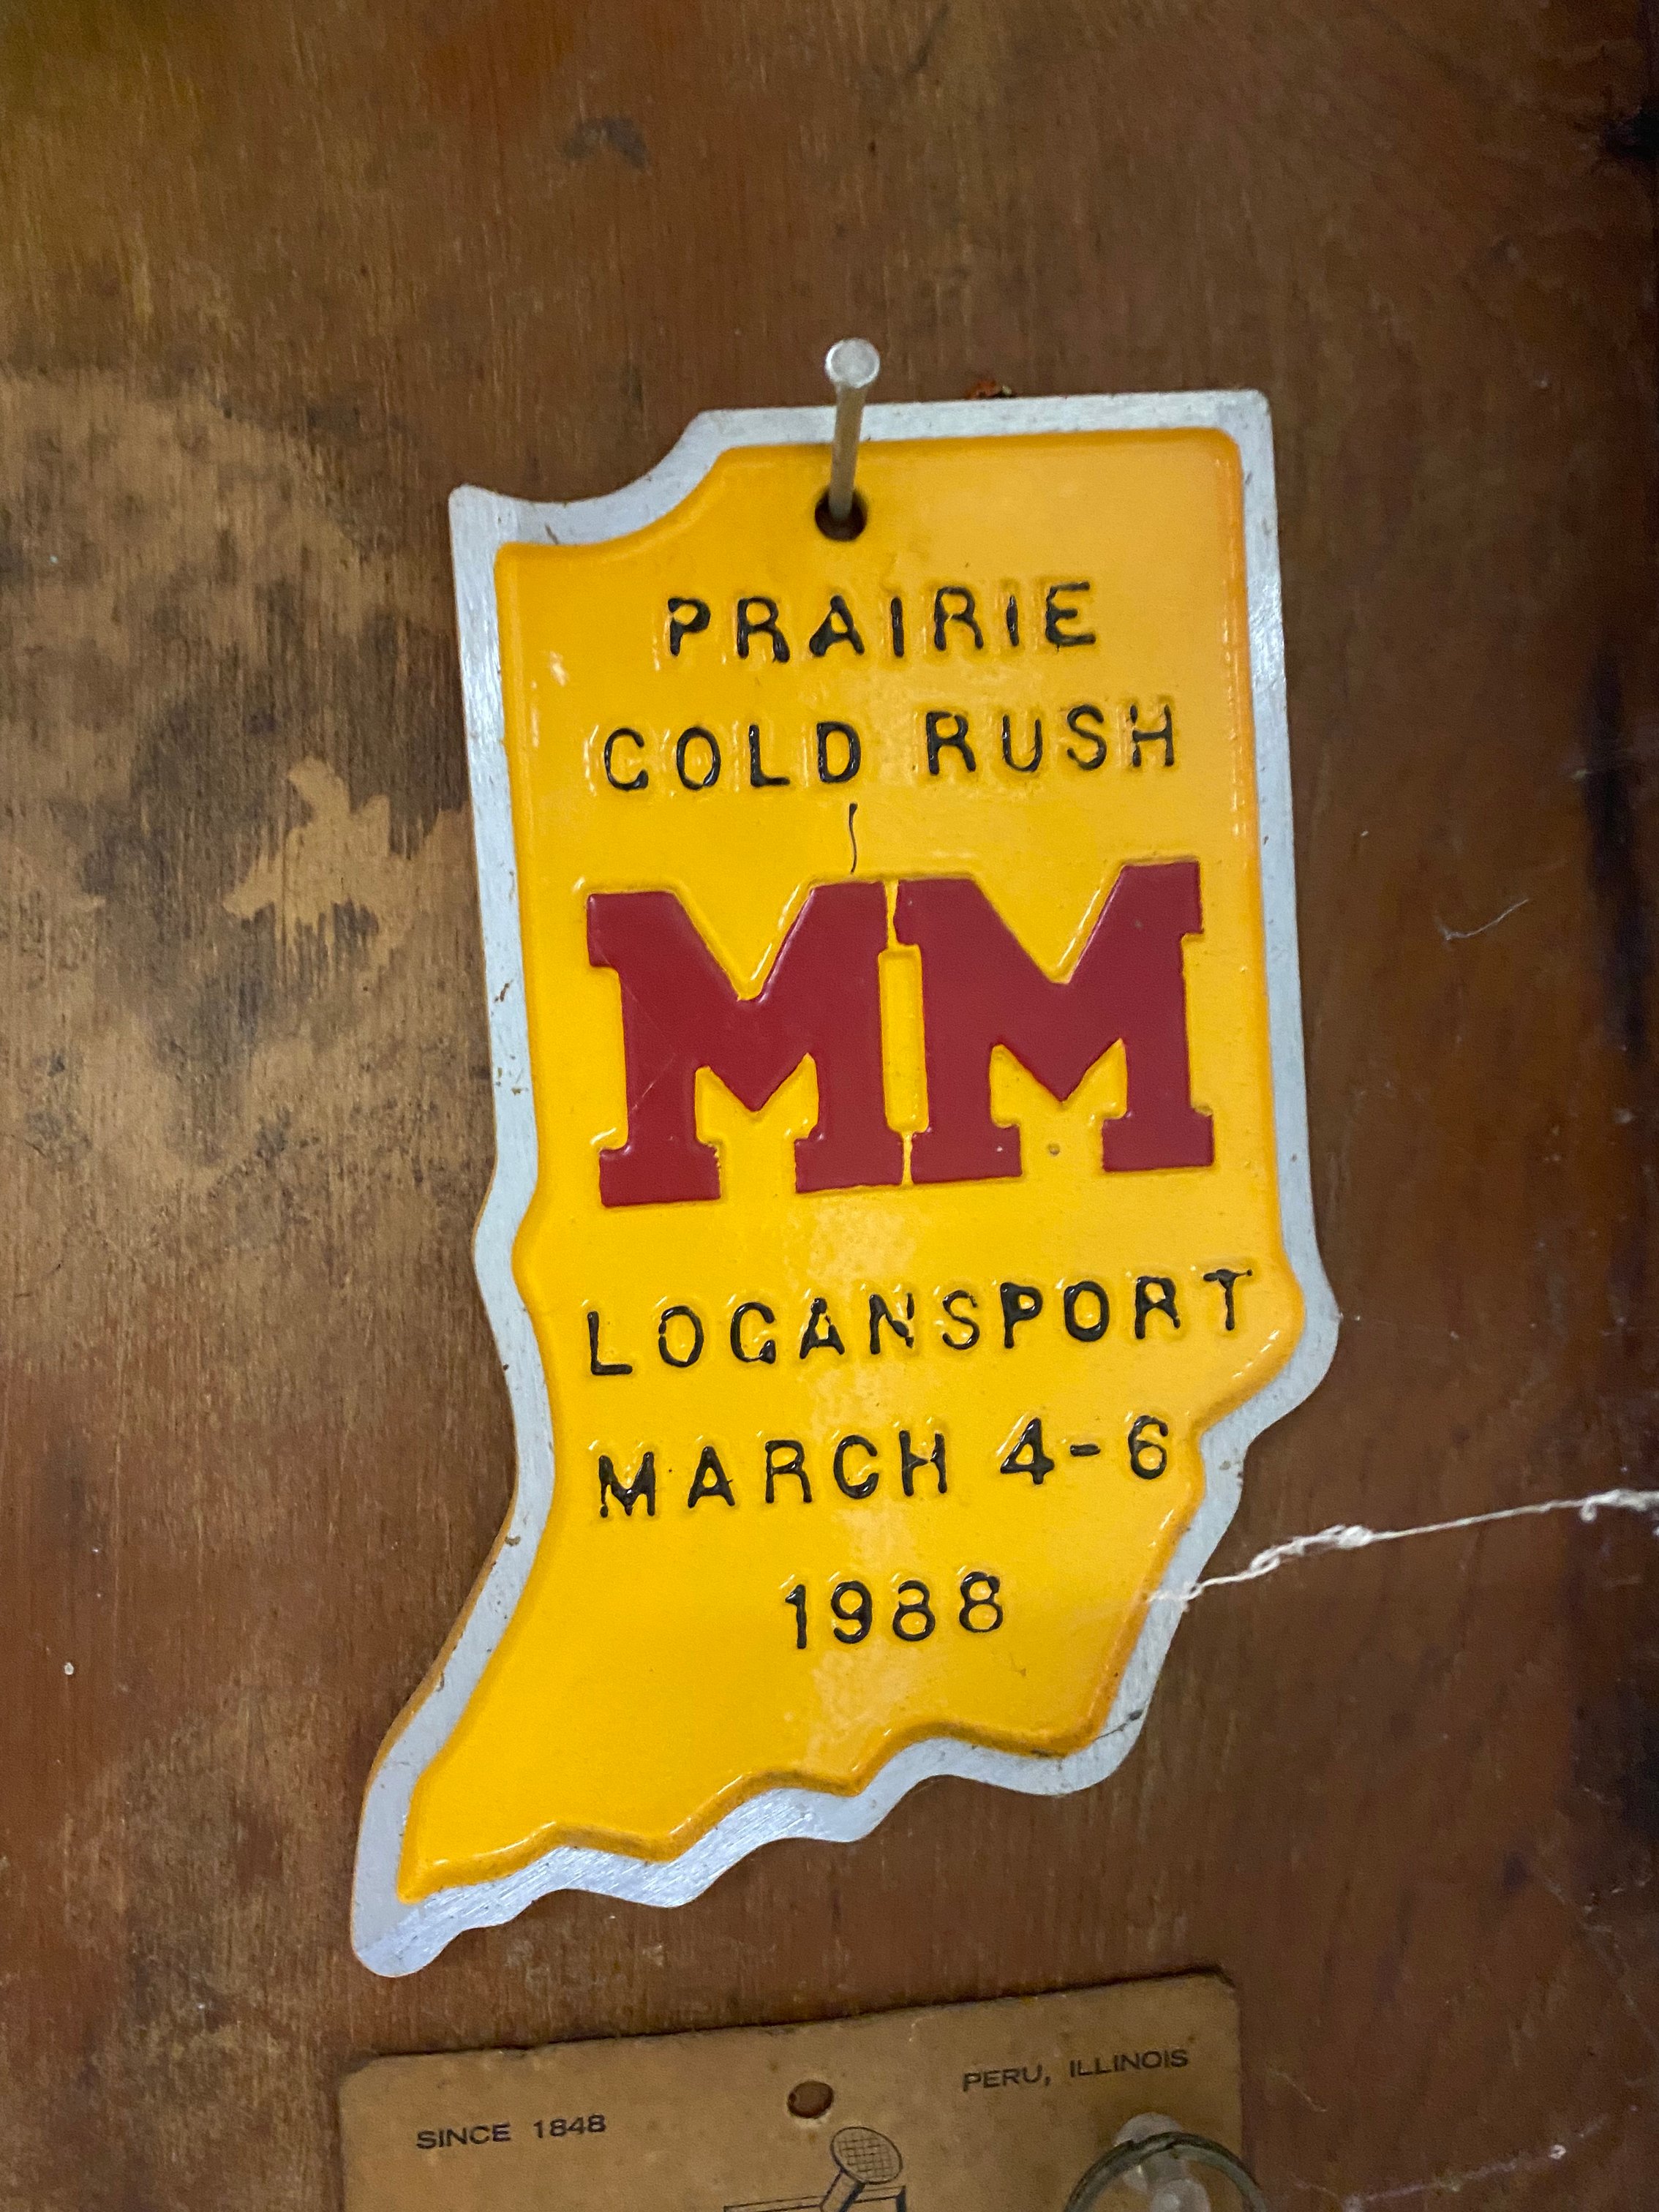 PRAIRIE
GOLD RUSH
MM
LOGANSPORT
MARCH 4-6
1988
SINCE 1848
PERU, ILLINOIS